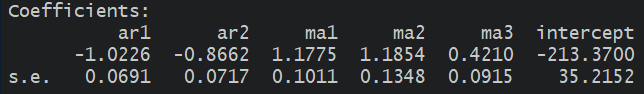 Coefficients:
ar1 ar2 ma1 ma2 ma3 intercept
-1.0226 -0.8662 1.1775 1.1854 0.4210 -213.3700
s.e. 0.0691 0.0717 0.1011 0.1348 0.0915 35.2152